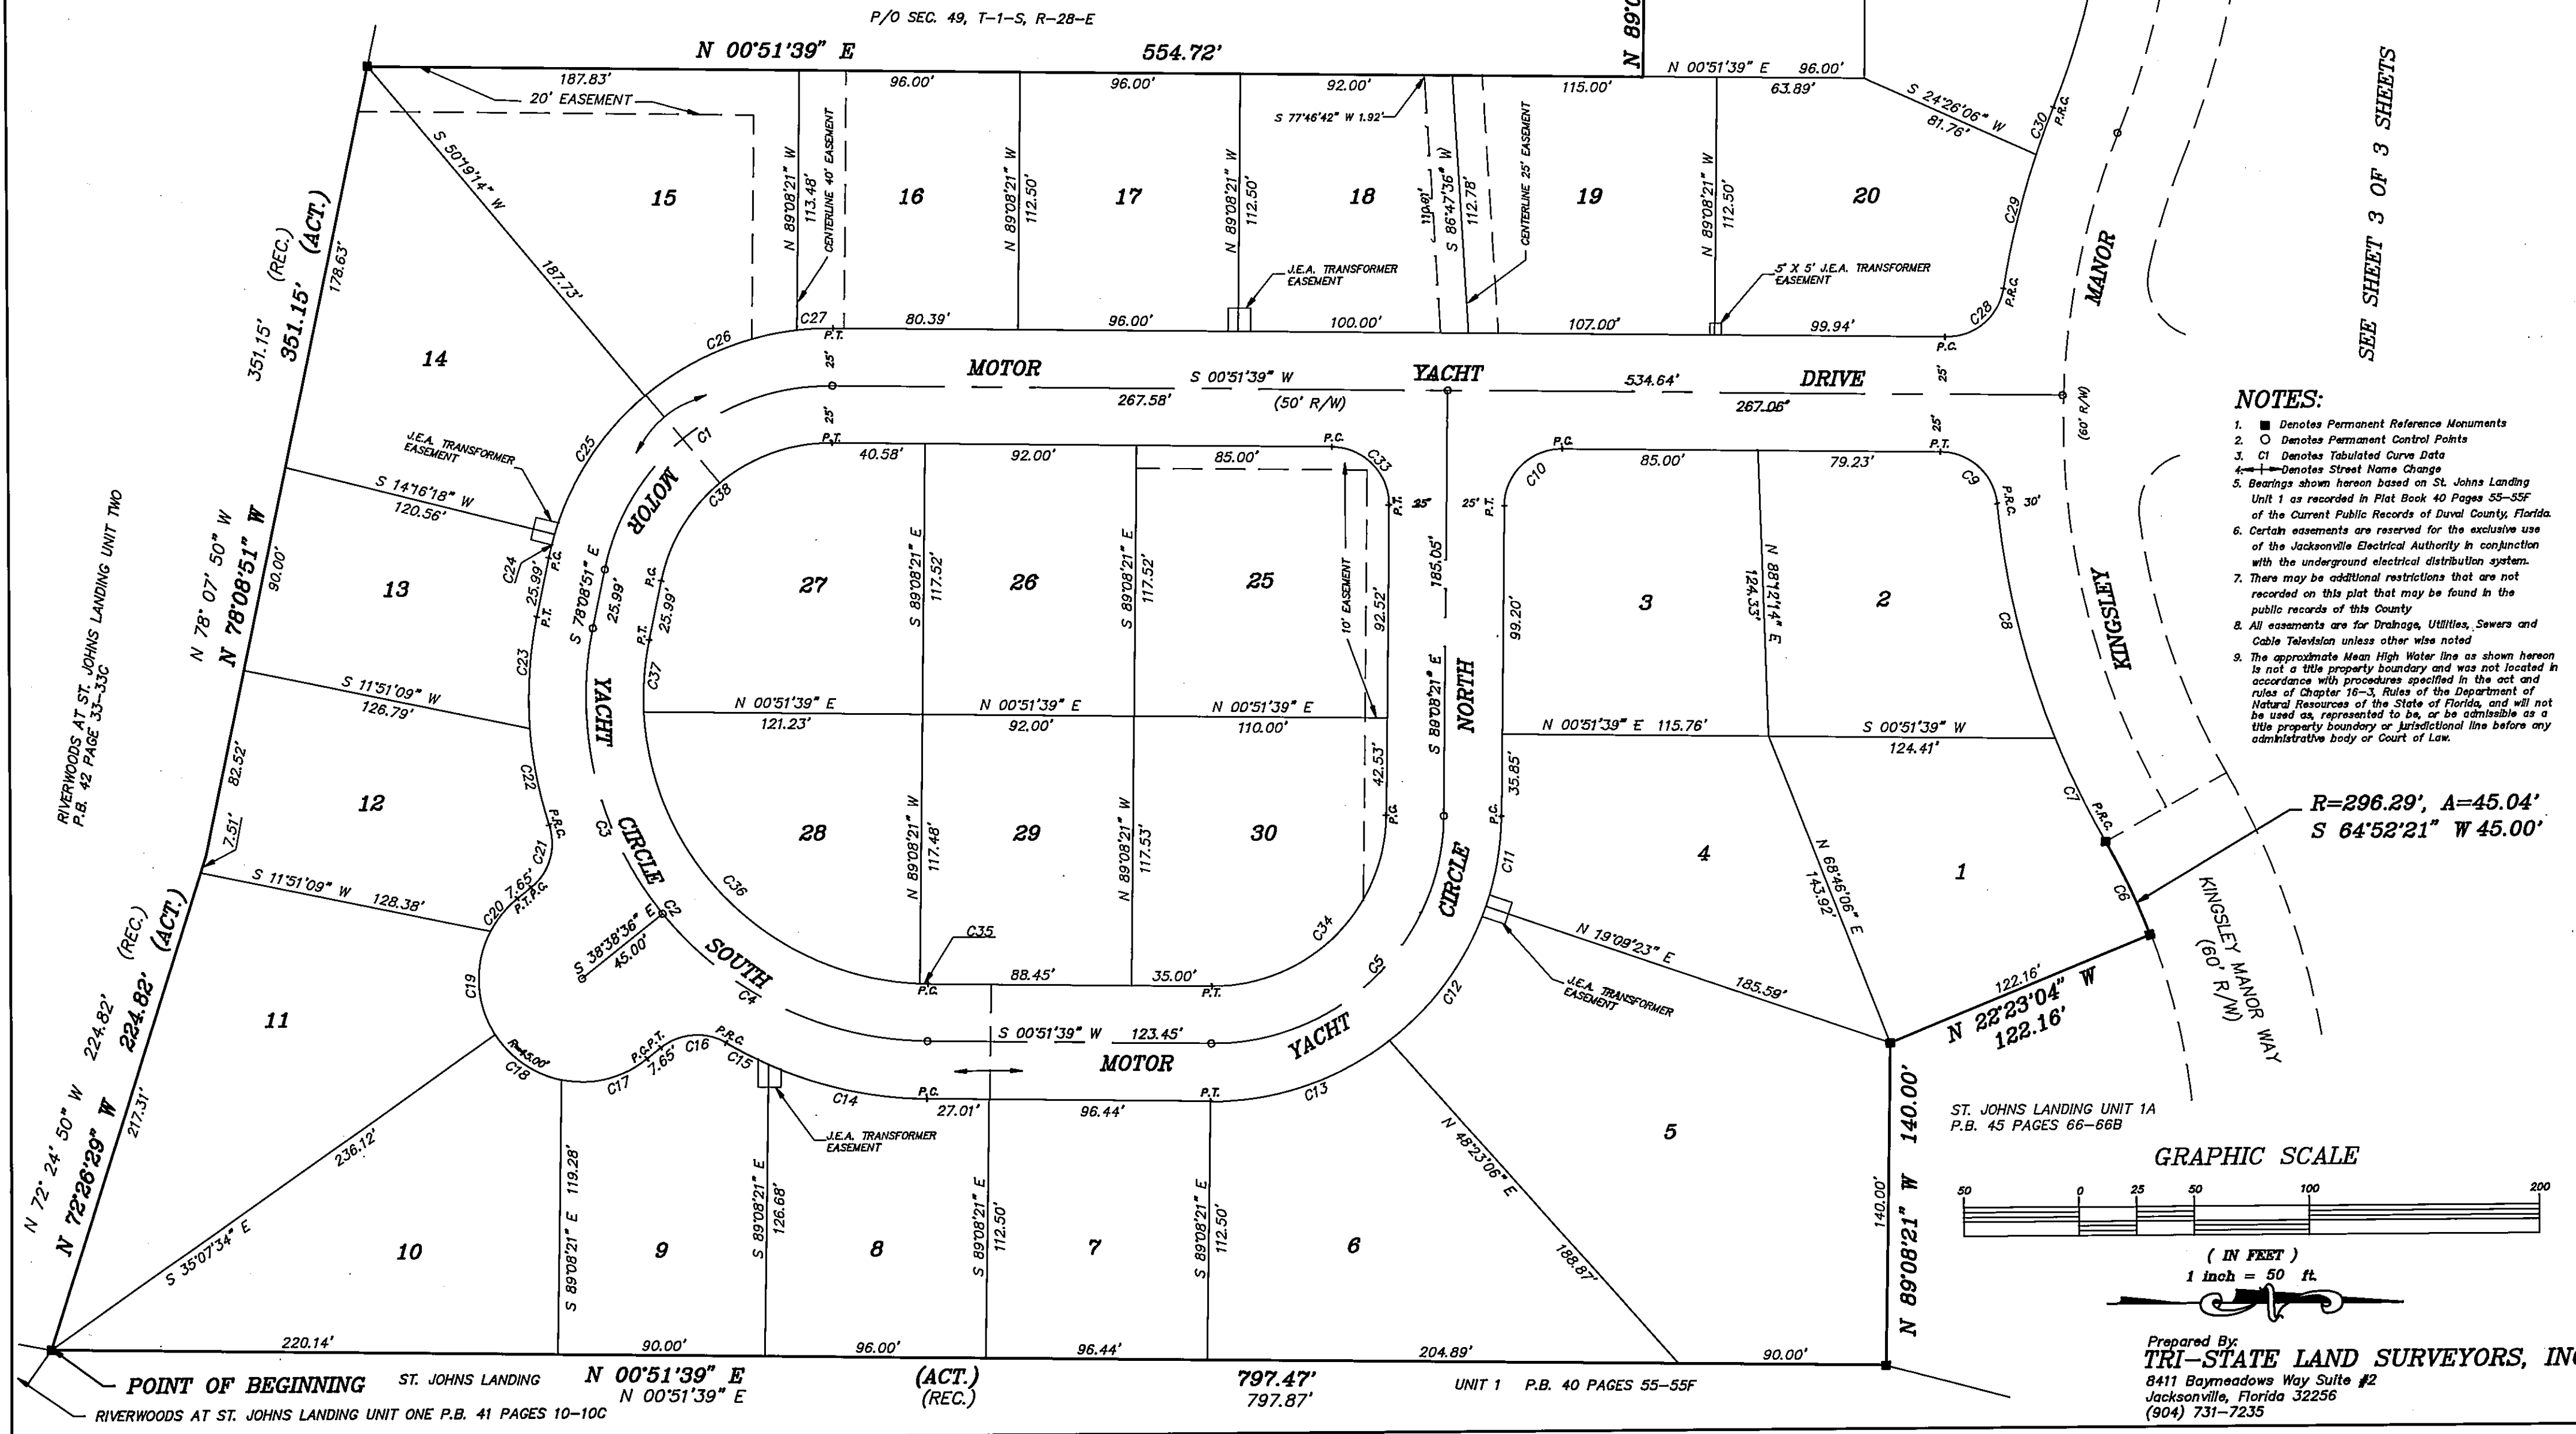 P/O SEC. 49, T-1-S, R-28-E
N 00°51'39" E 554.72'
187.83'
20' EASEMENT
96.00'
96.00'
92.00'
115.00'
N 00°51'39" E 96.00'
63.89'
S 24°26'06" W
81.76'
C30
P.R.C.
S 77°46'42" W 1.92'
S 50°19'14" W
187.73'
15
N 89°08'21" W
113.48'
CENTERLINE 40' EASEMENT
16
N 89°08'21" W
112.50'
17
N 89°08'21" W
112.50'
18
S 86°47'36" W
112.78'
CENTERLINE 25' EASEMENT
19
N 89°08'21" W
112.50'
20
C29
J.E.A. TRANSFORMER
EASEMENT
5' X 5' J.E.A. TRANSFORMER
EASEMENT
C28
P.R.C.
P.C.
MANOR
SEE SHEET 3 OF 3 SHEETS
351.15' (REC.)
351.15' (ACT.)
178.63'
14
C26
C27
P.T.
80.39'
96.00'
100.00'
107.00'
99.94'
25'
MOTOR
S 00°51'39" W
YACHT
534.64'
DRIVE
267.58'
(50' R/W)
267.06'
25'
25'
25'
(60' R/W)
C1
C25
J.E.A. TRANSFORMER
EASEMENT
S 14°16'18" W
120.56'
C24
P.C.
25.99'
P.T.
MOTOR
C38
P.T.
40.58'
92.00'
85.00'
P.C.
C33
P.T.
25'
25'
P.T.
C10
P.C.
85.00'
79.23'
P.T.
C9
P.R.C.
30'
RIVERWOODS AT ST. JOHNS LANDING UNIT TWO
P.B. 42 PAGE 33-33C
N 78° 07' 50" W
N 78°08'51" W
90.00'
13
S 78°08'51" E
25.99'
P.C.
25.99'
P.T.
27
S 89°08'21" E
117.52'
26
S 89°08'21" E
117.52'
25
10' EASEMENT
92.52'
185.05'
99.20'
3
N 88°12'14" E
124.33'
2
C8
KINGSLEY
C23
C37
S 11°51'09" W
126.79'
YACHT
N 00°51'39" E
121.23'
N 00°51'39" E
92.00'
N 00°51'39" E
110.00'
S 89°08'21" E
NORTH
N 00°51'39" E 115.76'
S 00°51'39" W
124.41'
82.52'
7.51'
12
C22
P.R.C.
C21
C3
CIRCLE
28
N 89°08'21" W
117.48'
29
N 89°08'21" W
117.53'
30
42.53'
P.C.
35.85'
P.C.
C7
P.R.C.
R=296.29', A=45.04'
S 64°52'21" W 45.00'
C11
4
N 68°46'06" E
143.92'
1
C6
S 11°51'09" W
128.38'
7.65'
P.T.P.C.
C20
C36
C2
S 38°38'36" E
45.00'
C35
C34
CIRCLE
N 19°09'23" E
185.59'
KINGSLEY MANOR WAY
(60' R/W)
122.16'
N 22°23'04" W
122.16'
224.82' (REC.)
224.82' (ACT.)
N 72° 24' 50" W
N 72°26'29" W
217.31'
11
C19
SOUTH
C4
P.C.
88.45'
35.00'
P.T.
C5
C12
J.E.A. TRANSFORMER
EASEMENT
R=45.00'
C18
P.C.P.T.
7.65'
C17
C16
P.R.C.
C15
S 00°51'39" W 123.45'
MOTOR
YACHT
C14
P.C.
27.01'
96.44'
P.T.
C13
J.E.A. TRANSFORMER
EASEMENT
S 35°07'34" E
236.12'
10
S 89°08'21" E 119.28'
9
S 89°08'21" E
126.68'
8
S 89°08'21" E
112.50'
7
S 89°08'21" E
112.50'
6
N 48°23'06" E
188.87'
5
140.00'
N 89°08'21" W 140.00'
220.14'
90.00'
96.00'
96.44'
204.89'
90.00'
POINT OF BEGINNING
ST. JOHNS LANDING
N 00°51'39" E (ACT.) 797.47'
N 00°51'39" E (REC.) 797.87'
UNIT 1 P.B. 40 PAGES 55-55F
RIVERWOODS AT ST. JOHNS LANDING UNIT ONE P.B. 41 PAGES 10-10C
NOTES:
1. ■ Denotes Permanent Reference Monuments
2. O Denotes Permanent Control Points
3. C1 Denotes Tabulated Curve Data
4. Denotes Street Name Change
5. Bearings shown hereon based on St. Johns Landing
Unit 1 as recorded in Plat Book 40 Pages 55-55F
of the Current Public Records of Duval County, Florida.
6. Certain easements are reserved for the exclusive use
of the Jacksonville Electrical Authority in conjunction
with the underground electrical distribution system.
7. There may be additional restrictions that are not
recorded on this plat that may be found in the
public records of this County
8. All easements are for Drainage, Utilities, Sewers and
Cable Television unless other wise noted
9. The approximate Mean High Water line as shown hereon
is not a title property boundary and was not located in
accordance with procedures specified in the act and
rules of Chapter 16-3, Rules of the Department of
Natural Resources of the State of Florida, and will not
be used as, represented to be, or be admissible as a
title property boundary or jurisdictional line before any
administrative body or Court of Law.
ST. JOHNS LANDING UNIT 1A
P.B. 45 PAGES 66-66B
GRAPHIC SCALE
50 0 25 50 100 200
( IN FEET )
1 inch = 50 ft.
Prepared By:
TRI-STATE LAND SURVEYORS, INC
8411 Baymeadows Way Suite #2
Jacksonville, Florida 32256
(904) 731-7235